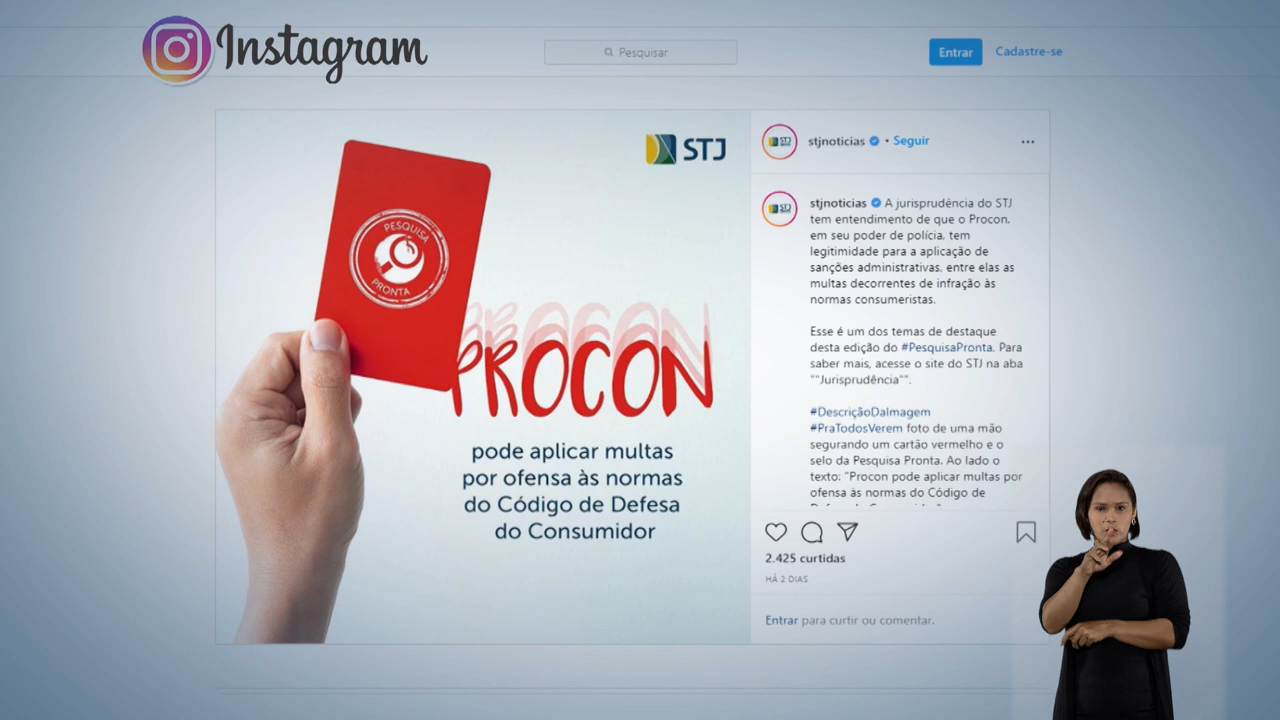 Instagram
Pesquisar
Entrar
Cadastre-se
STJ
PESQUISA
PRONTA
PROCON
pode aplicar multas
por ofensa às normas
do Código de Defesa
do Consumidor
stjnoticias • Seguir
stjnoticias A jurisprudência do STJ
tem entendimento de que o Procon,
em seu poder de polícia, tem
legitimidade para a aplicação de
sanções administrativas, entre elas as
multas decorrentes de infração às
normas consumeristas.
Esse é um dos temas de destaque
desta edição do #PesquisaPronta. Para
saber mais, acesse o site do STJ na aba
""Jurisprudência"".
#DescriçãoDaImagem
#PraTodosVerem foto de uma mão
segurando um cartão vermelho e o
selo da Pesquisa Pronta. Ao lado o
texto: "Procon pode aplicar multas por
ofensa às normas do Código de
2.425 curtidas
HÁ 2 DIAS
Entrar para curtir ou comentar.